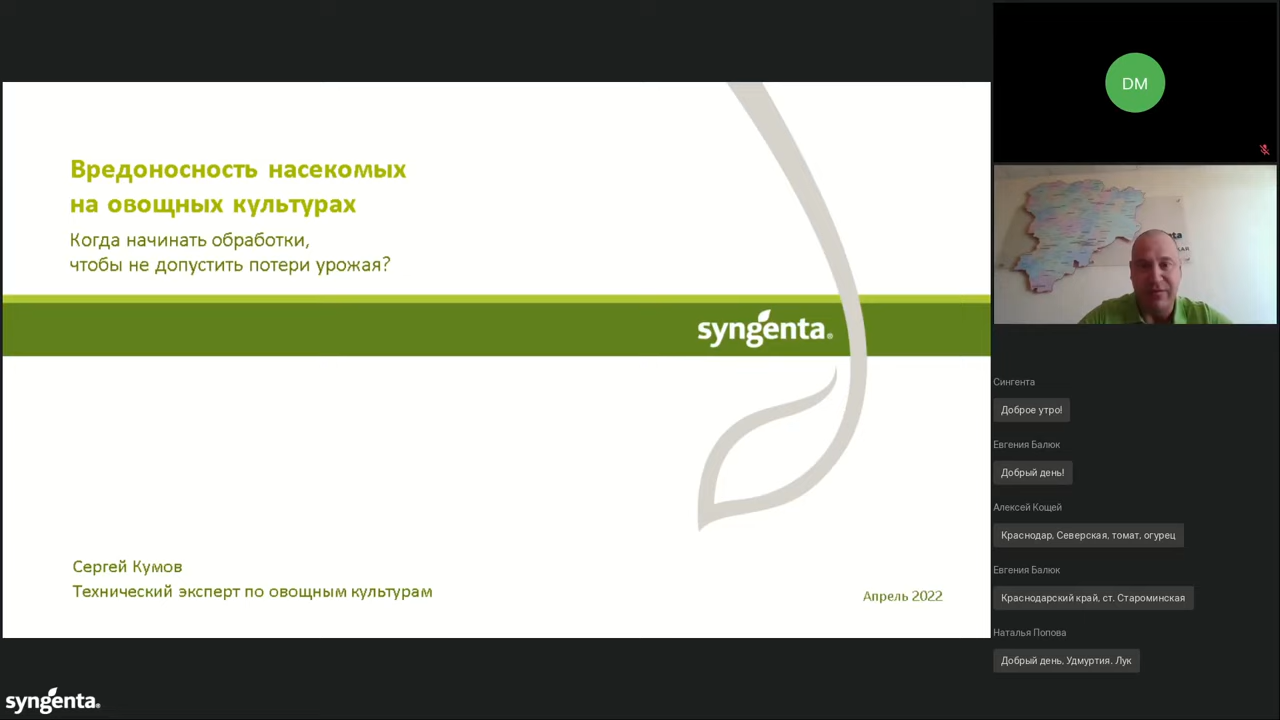 Вредоносность насекомых
на овощных культурах
Когда начинать обработки,
чтобы не допустить потери урожая?
syngenta®
Сергей Кумов
Технический эксперт по овощным культурам
Апрель 2022
syngenta®
DM
Сингента
Доброе утро!
Евгения Балюк
Добрый день!
Алексей Кощей
Краснодар, Северская, томат, огурец
Евгения Балюк
Краснодарский край, ст. Староминская
Наталья Попова
Добрый день, Удмуртия. Лук